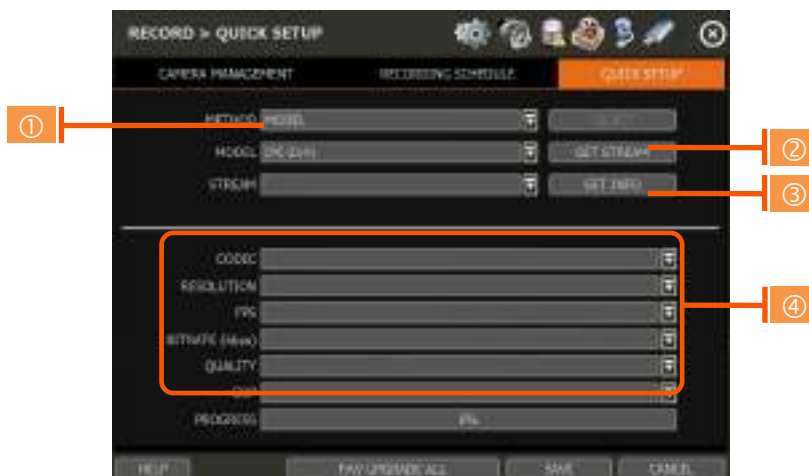 RECORD > QUICK SETUP
CAMERA MANAGEMENT
RECORDING SCHEDULE
QUICK SETUP
①
METHOD MODEL
SELECT
MODEL
GET STREAM
②
STREAM
GET INFO
③
CODEC
RESOLUTION
FPS
④
BITRATE (kbps)
QUALITY
PROGRESS 0%
HELP
F/W UPGRADE ALL
SAVE
CANCEL